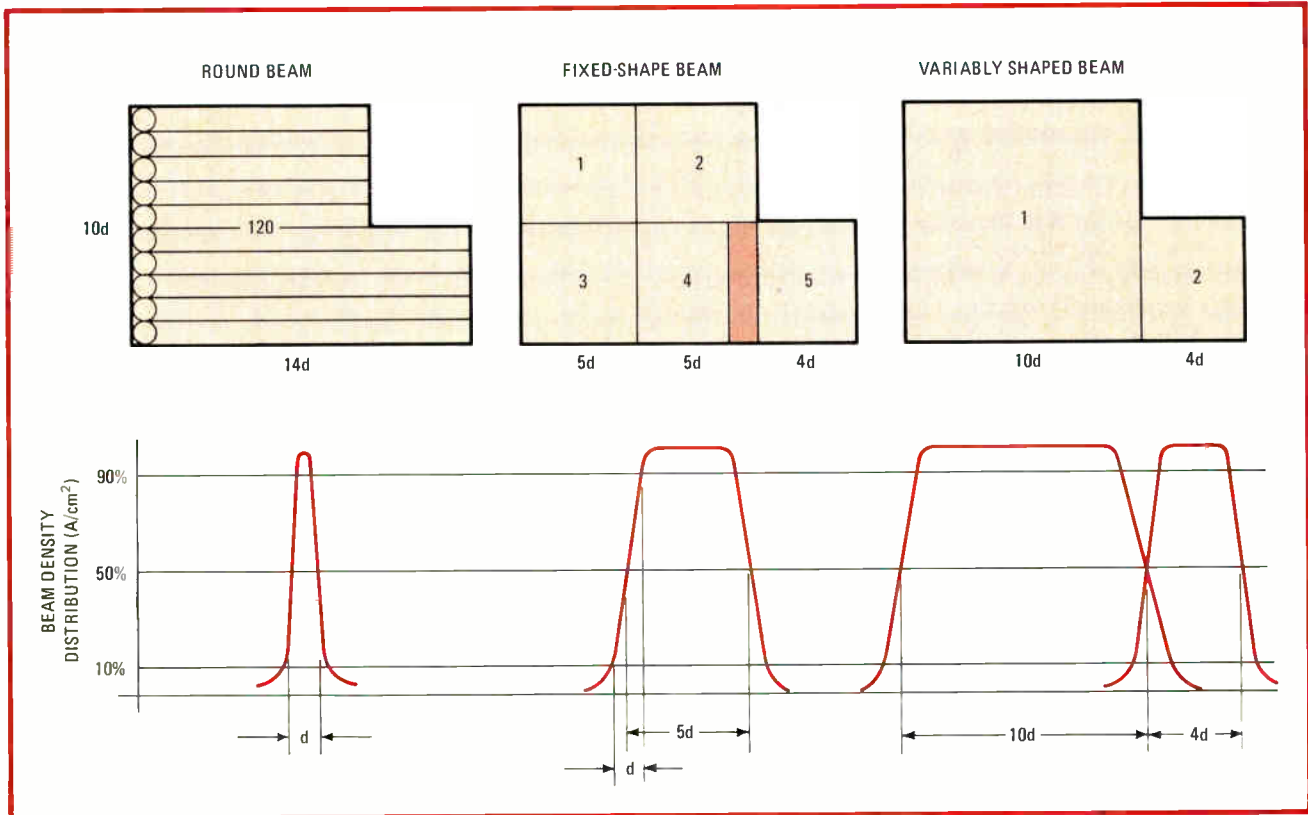 ROUND BEAM
FIXED-SHAPE BEAM
VARIABLY SHAPED BEAM
10d
120
14d
1
2
3
4
5
5d
5d
4d
1
2
10d
4d
BEAM DENSITY
DISTRIBUTION (A/cm²)
90%
50%
10%
d
5d
d
10d
4d